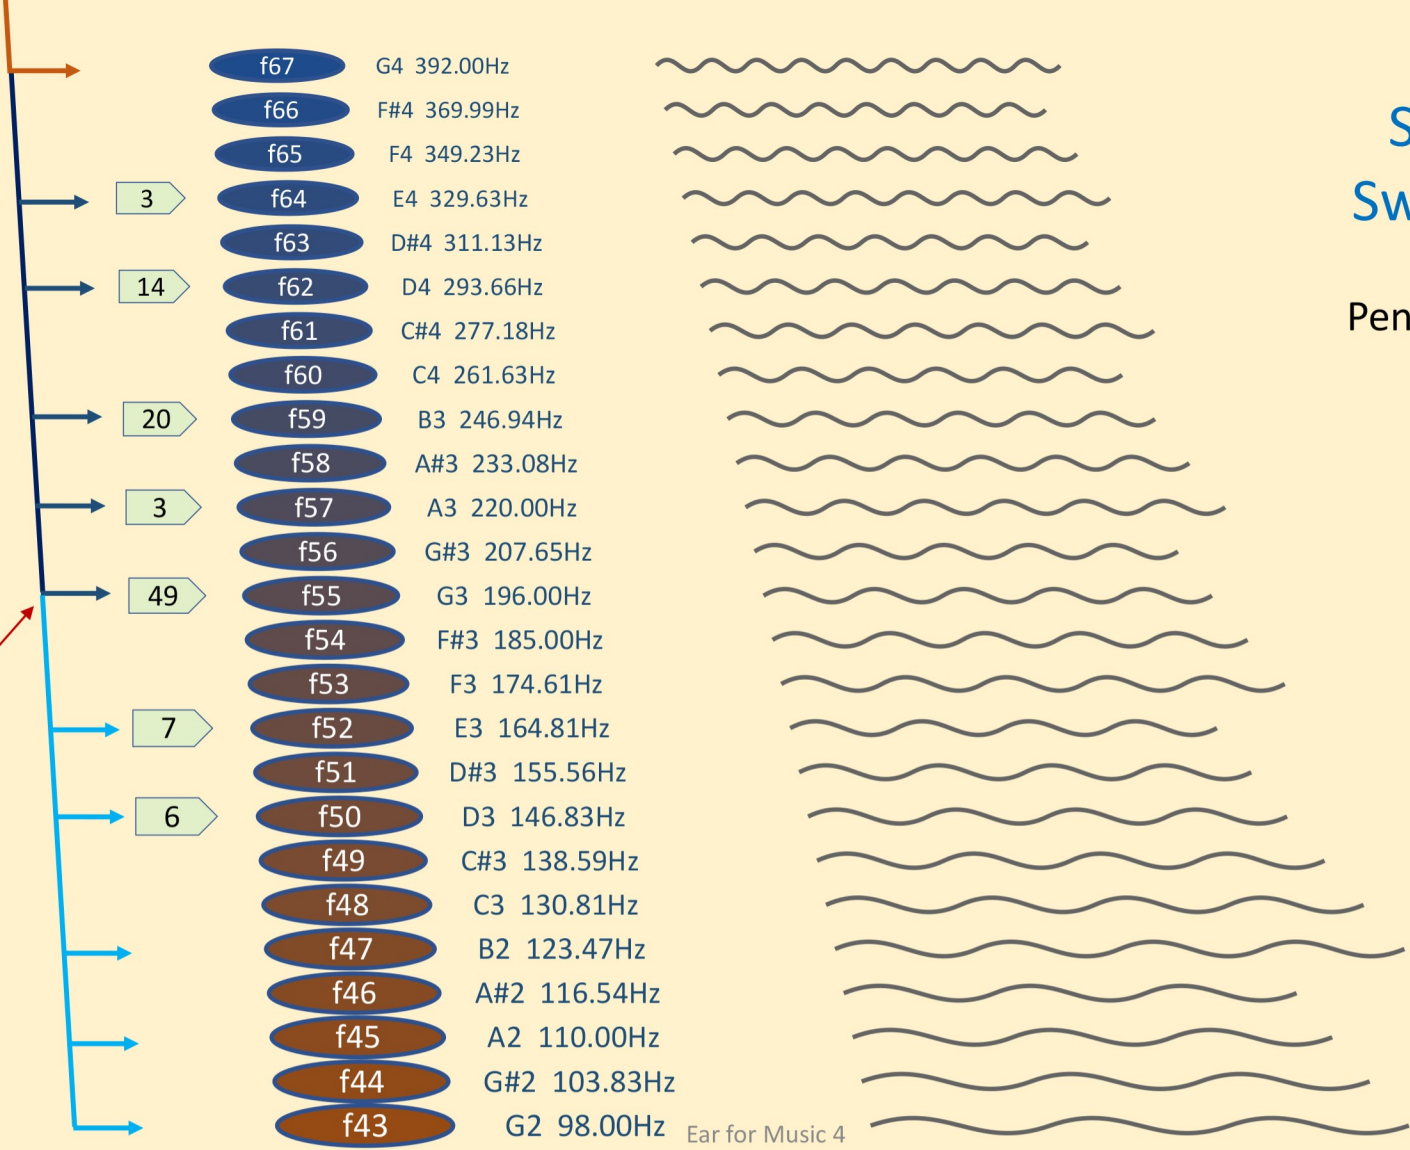 f67 G4 392.00Hz
f66 F#4 369.99Hz
S
f65 F4 349.23Hz
3 f64 E4 329.63Hz
Sw
f63 D#4 311.13Hz
14 f62 D4 293.66Hz
Pen
f61 C#4 277.18Hz
f60 C4 261.63Hz
20 f59 B3 246.94Hz
f58 A#3 233.08Hz
3 f57 A3 220.00Hz
f56 G#3 207.65Hz
49 f55 G3 196.00Hz
f54 F#3 185.00Hz
f53 F3 174.61Hz
7 f52 E3 164.81Hz
f51 D#3 155.56Hz
6 f50 D3 146.83Hz
f49 C#3 138.59Hz
f48 C3 130.81Hz
f47 B2 123.47Hz
f46 A#2 116.54Hz
f45 A2 110.00Hz
f44 G#2 103.83Hz
f43 G2 98.00Hz
Ear for Music 4